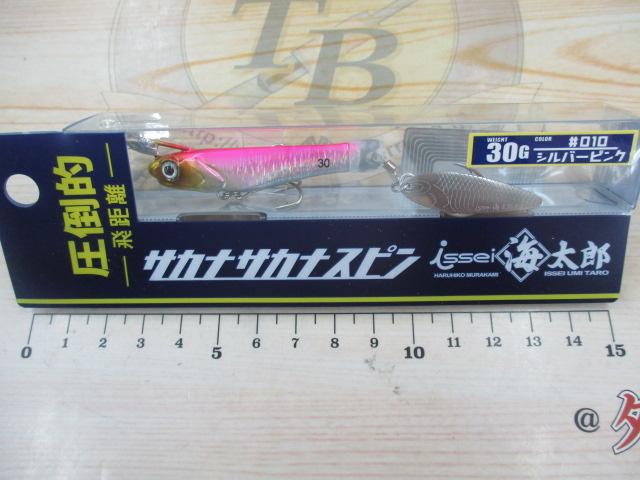 TB
圧倒的
飛距離
30
WEIGHT
30G
COLOR
#010
シルバーピンク
サカナサカナスピン
issei
HARUHIKO MURAKAMI
海太郎
ISSEI UMI TARO
0 1 2 3 4 5 6 7 8 9 10 11 12 13 14 15
@